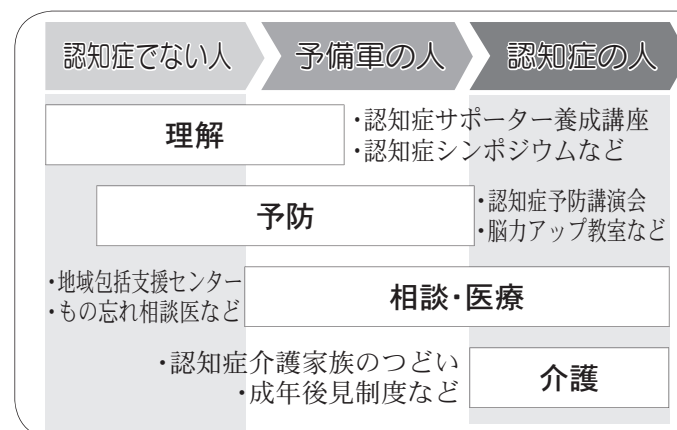 認知症でない人
予備軍の人
認知症の人
理解
・認知症サポーター養成講座
・認知症シンポジウムなど
予防
・認知症予防講演会
・脳力アップ教室など
・地域包括支援センター
・もの忘れ相談医など
相談・医療
・認知症介護家族のつどい
・成年後見制度など
介護